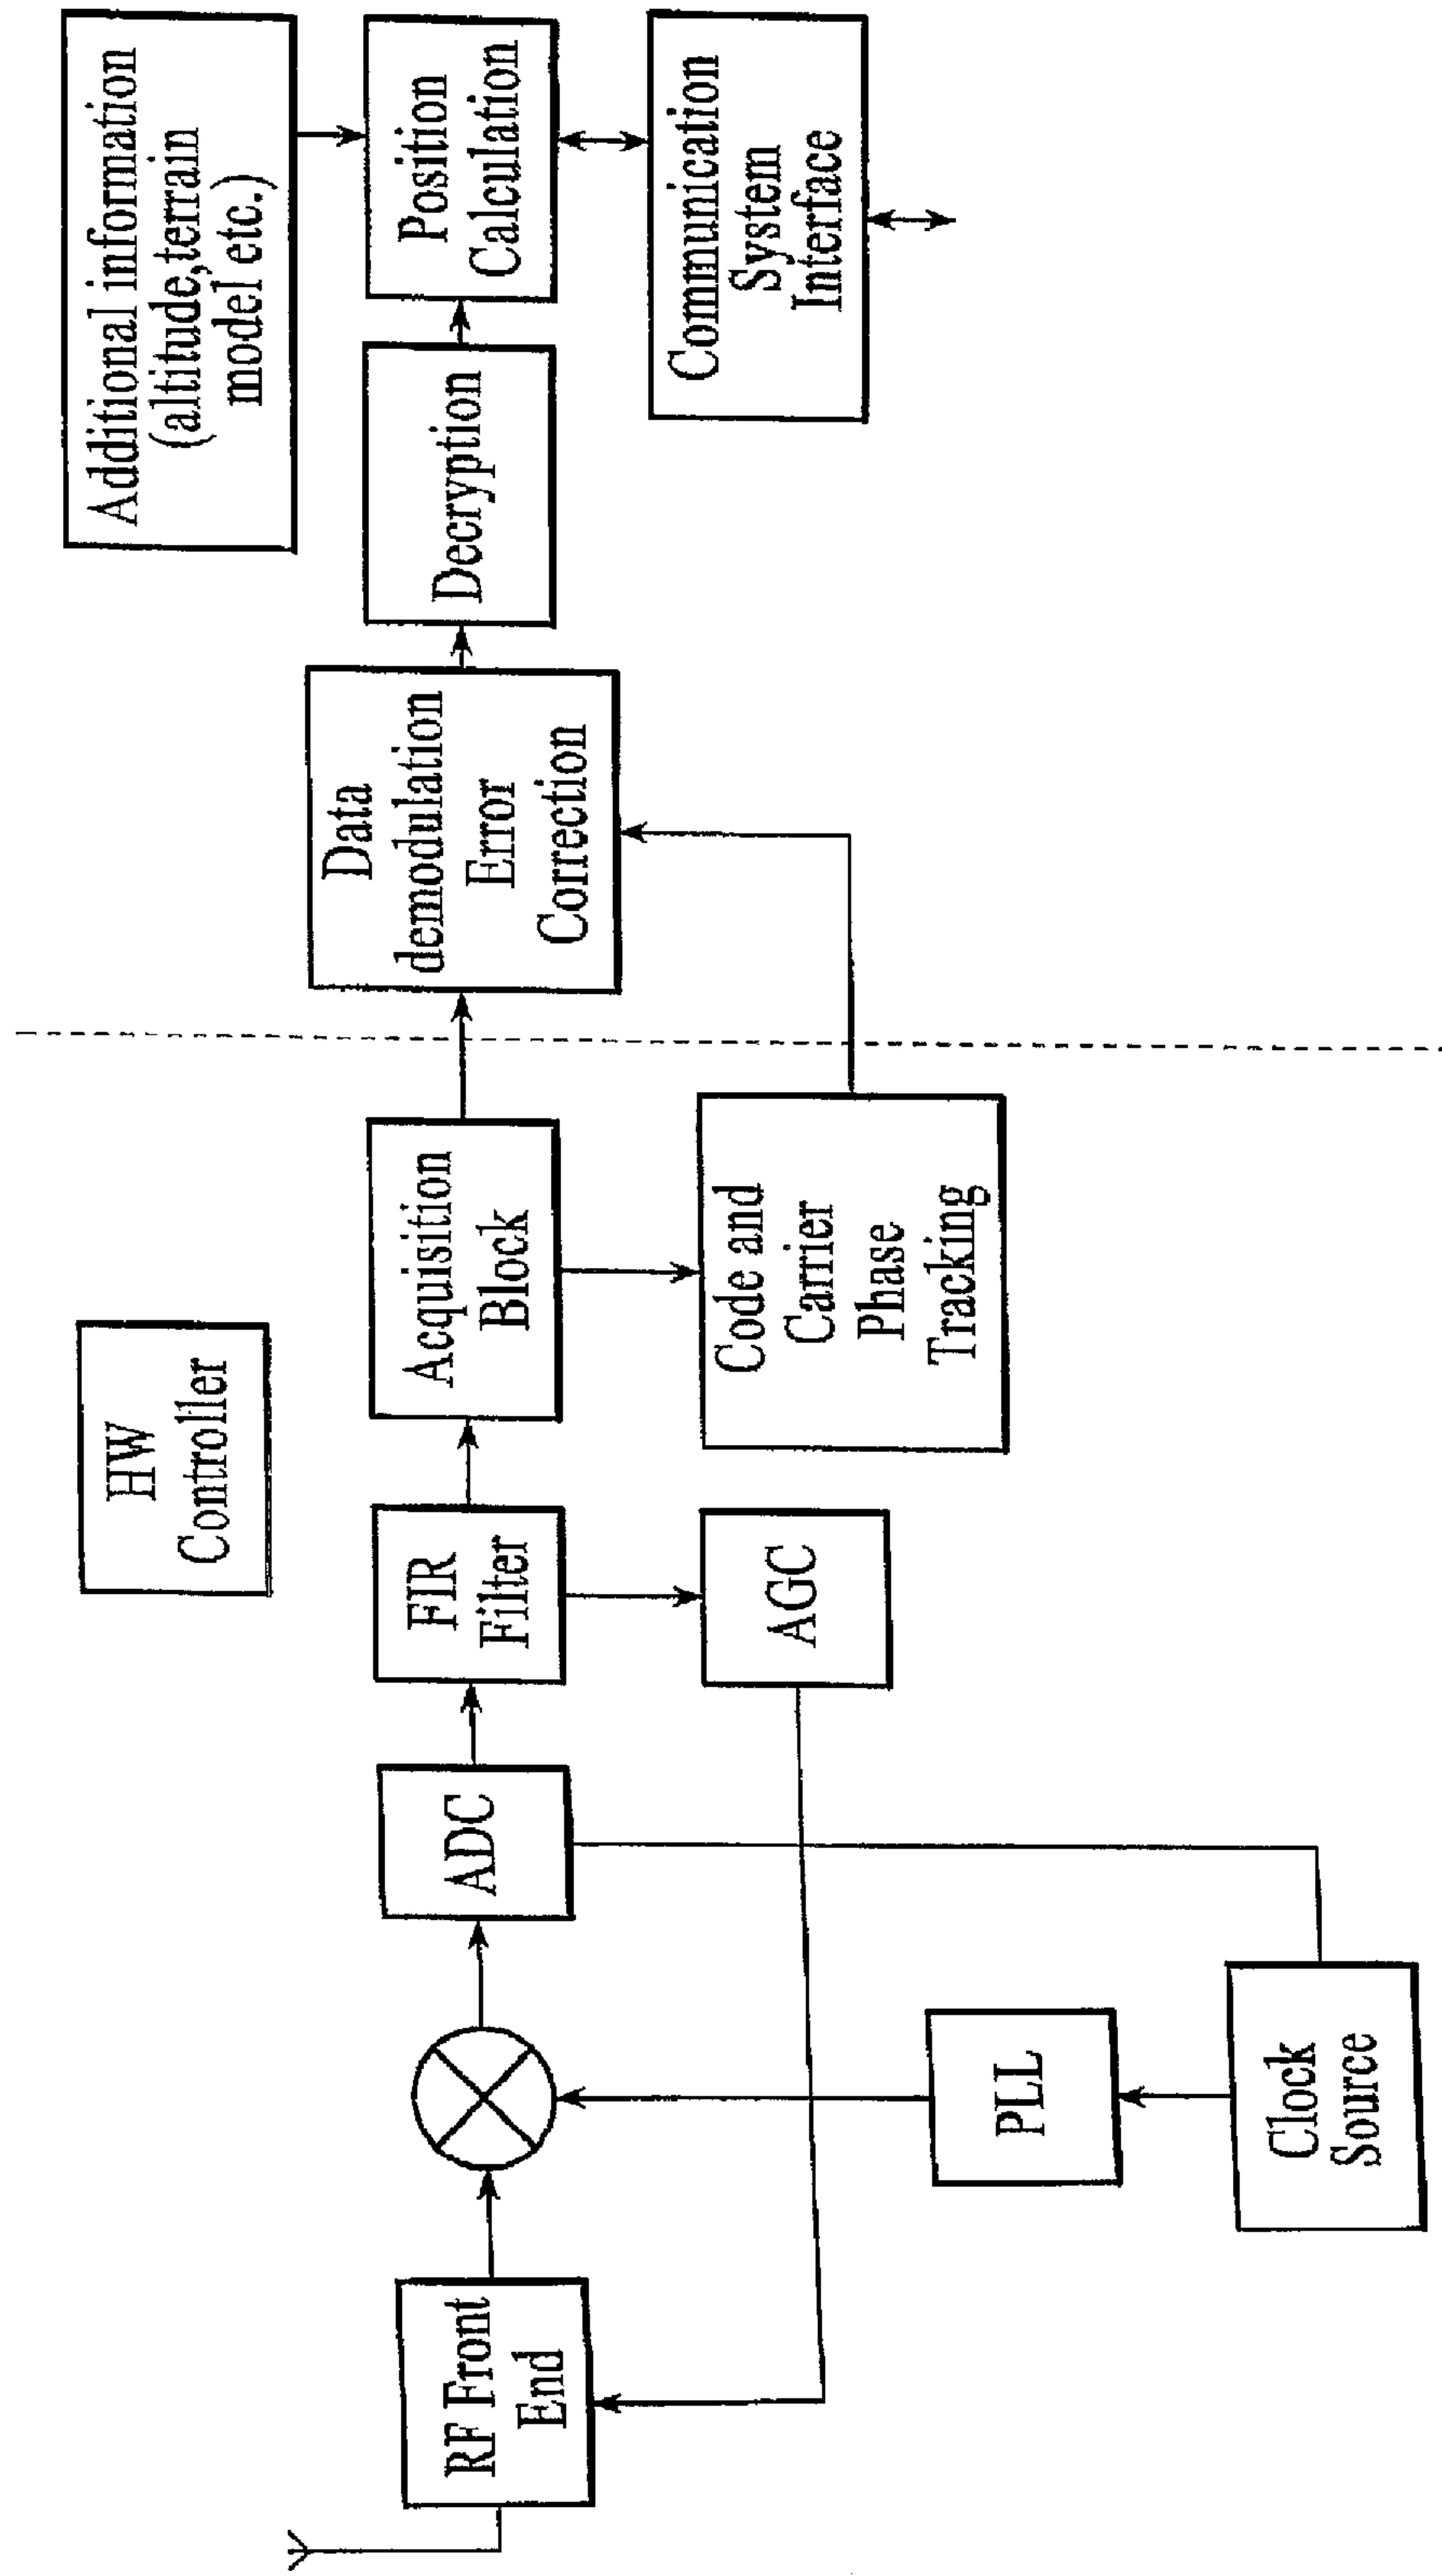 RF Front
End
ADC
FIR
Filter
AGC
PLL
Clock
Source
HW
Controller
Acquisition
Block
Code and
Carrier
Phase
Tracking
Data
demodulation
Error
Correction
Decryption
Additional information
(altitude,terrain
model etc.)
Position
Calculation
Communication
System
Interface